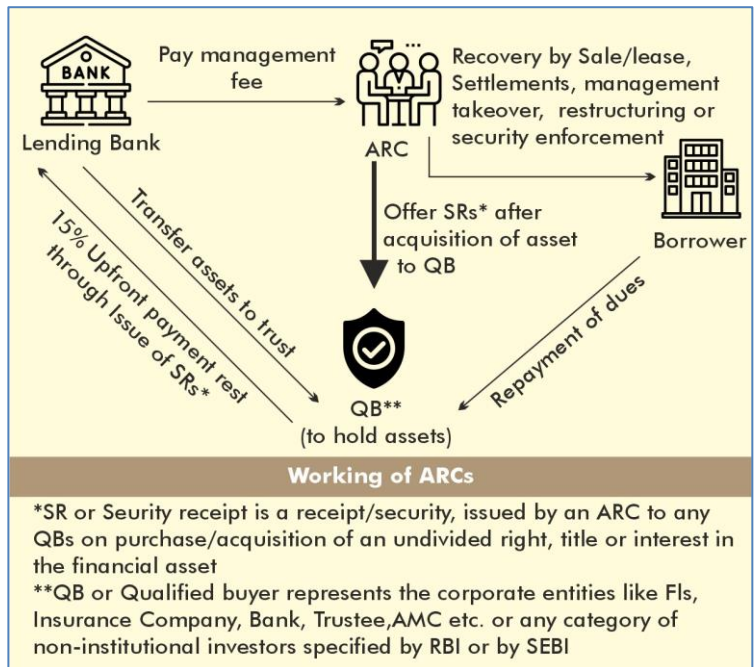 BANK
Lending Bank
Pay management
fee
ARC
Recovery by Sale/lease,
Settlements, management
takeover, restructuring or
security enforcement
Borrower
Offer SRs* after
acquisition of asset
to QB
Transfer assets to trust
15% Upfront payment rest
through Issue of SRs*
Repayment of dues
QB**
(to hold assets)
Working of ARCs
*SR or Seurity receipt is a receipt/security, issued by an ARC to any
QBs on purchase/acquisition of an undivided right, title or interest in
the financial asset
**QB or Qualified buyer represents the corporate entities like FIs,
Insurance Company, Bank, Trustee,AMC etc. or any category of
non-institutional investors specified by RBI or by SEBI